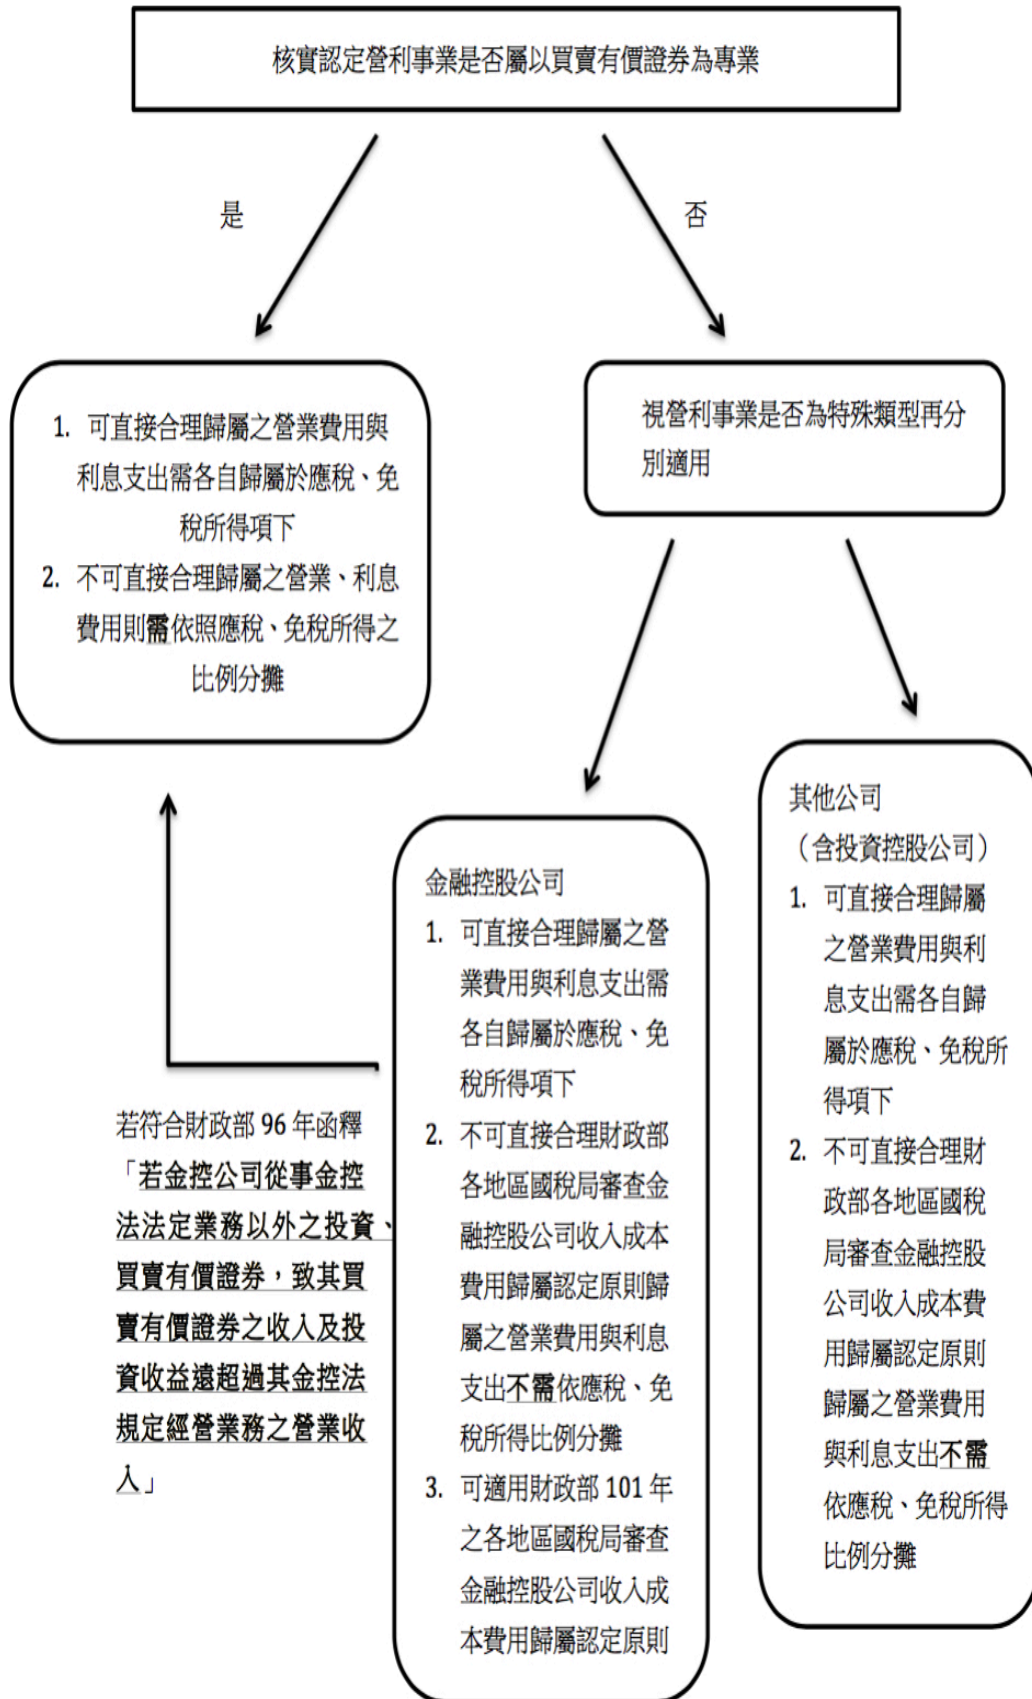 核實認定營利事業是否屬以買賣有價證券為專業
是
否
1. 可直接合理歸屬之營業費用與
利息支出需各自歸屬於應稅、免
稅所得項下
2. 不可直接合理歸屬之營業、利息
費用則需依照應稅、免稅所得之
比例分攤
視營利事業是否為特殊類型再分
別適用
若符合財政部 96 年函釋
「若金控公司從事金控
法法定業務以外之投資、
買賣有價證券，致其買
賣有價證券之收入及投
資收益遠超過其金控法
規定經營業務之營業收
入」
金融控股公司
1. 可直接合理歸屬之營
業費用與利息支出需
各自歸屬於應稅、免
稅所得項下
2. 不可直接合理財政部
各地區國稅局審查金
融控股公司收入成本
費用歸屬認定原則歸
屬之營業費用與利息
支出不需依應稅、免
稅所得比例分攤
3. 可適用財政部 101 年
之各地區國稅局審查
金融控股公司收入成
本費用歸屬認定原則
其他公司
（含投資控股公司）
1. 可直接合理歸屬
之營業費用與利
息支出需各自歸
屬於應稅、免稅所
得項下
2. 不可直接合理財
政部各地區國稅
局審查金融控股
公司收入成本費
用歸屬認定原則
歸屬之營業費用
與利息支出不需
依應稅、免稅所得
比例分攤